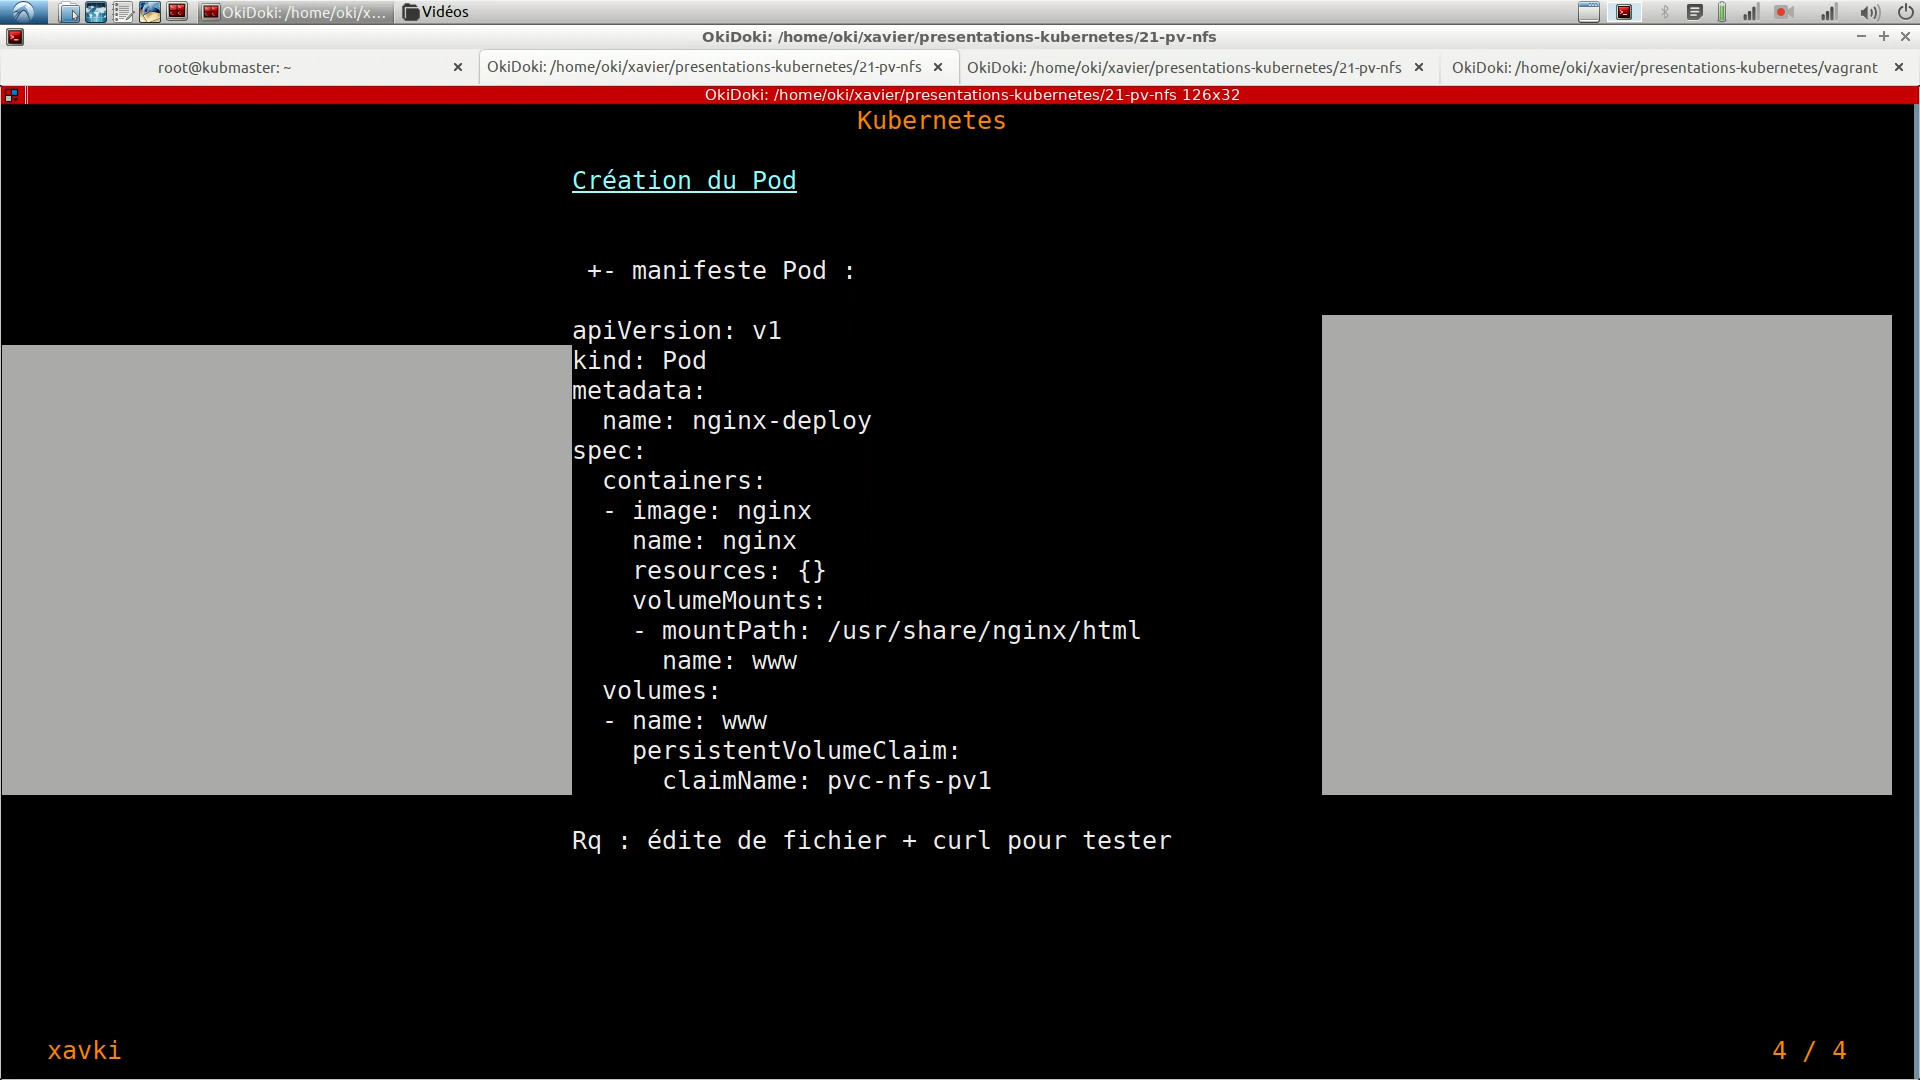 OkiDoki: /home/oki/x...
Vidéos
OkiDoki: /home/oki/xavier/presentations-kubernetes/21-pv-nfs
root@kubmaster: ~
OkiDoki: /home/oki/xavier/presentations-kubernetes/21-pv-nfs
OkiDoki: /home/oki/xavier/presentations-kubernetes/21-pv-nfs
OkiDoki: /home/oki/xavier/presentations-kubernetes/vagrant
OkiDoki: /home/oki/xavier/presentations-kubernetes/21-pv-nfs 126x32
Kubernetes
Création du Pod
+- manifeste Pod :
apiVersion: v1
kind: Pod
metadata:
  name: nginx-deploy
spec:
  containers:
  - image: nginx
    name: nginx
    resources: {}
    volumeMounts:
    - mountPath: /usr/share/nginx/html
      name: www
  volumes:
  - name: www
    persistentVolumeClaim:
      claimName: pvc-nfs-pv1
Rq : édite de fichier + curl pour tester
xavki
4 / 4